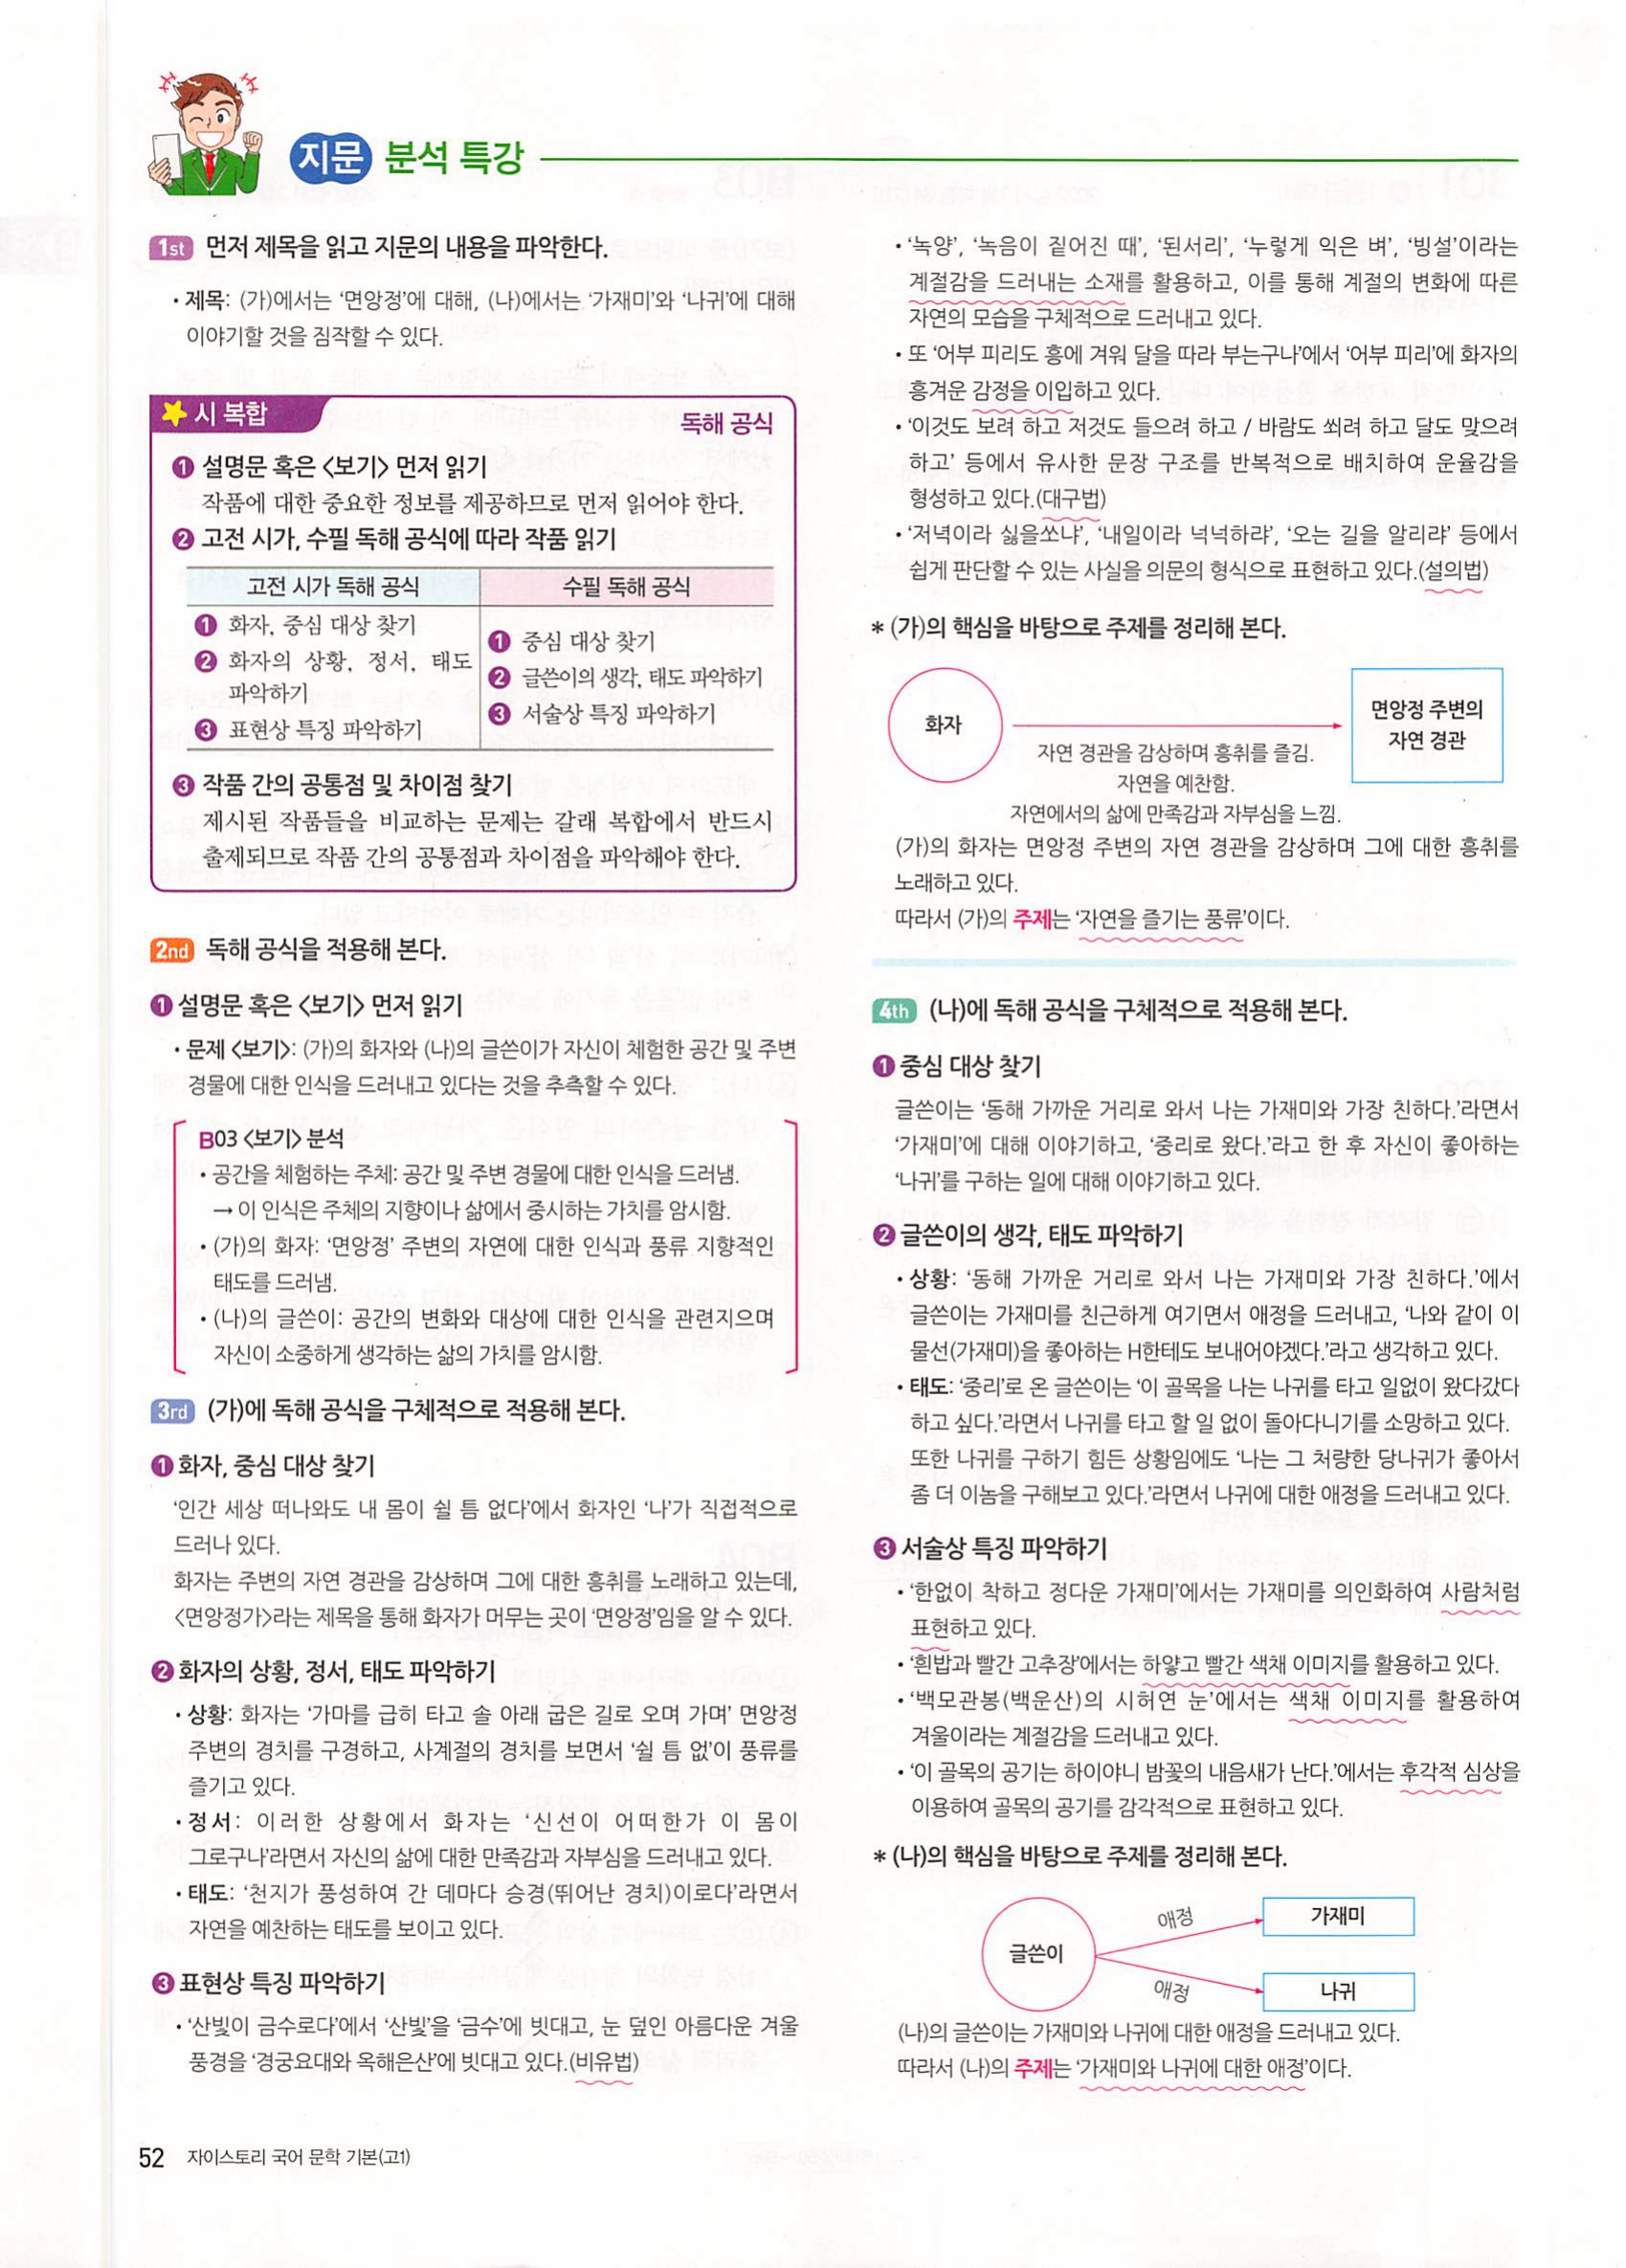 지문 분석 특강
1st 먼저 제목을 읽고 지문의 내용을 파악한다.
• 제목: (가)에서는 ‘면앙정’에 대해, (나)에서는 ‘가재미’와 ‘나귀’에 대해
이야기할 것을 짐작할 수 있다.
시 복합
독해 공식
❶ 설명문 혹은 <보기> 먼저 읽기
작품에 대한 중요한 정보를 제공하므로 먼저 읽어야 한다.
❷ 고전 시가, 수필 독해 공식에 따라 작품 읽기
고전 시가 독해 공식
❶ 화자, 중심 대상 찾기
❷ 화자의 상황, 정서, 태도
파악하기
❸ 표현상 특징 파악하기
수필 독해 공식
❶ 중심 대상 찾기
❷ 글쓴이의 생각, 태도 파악하기
❸ 서술상 특징 파악하기
❸ 작품 간의 공통점 및 차이점 찾기
제시된 작품들을 비교하는 문제는 갈래 복합에서 반드시
출제되므로 작품 간의 공통점과 차이점을 파악해야 한다.
2nd 독해 공식을 적용해 본다.
❶ 설명문 혹은 <보기> 먼저 읽기
• 문제 <보기>: (가)의 화자와 (나)의 글쓴이가 자신이 체험한 공간 및 주변
경물에 대한 인식을 드러내고 있다는 것을 추측할 수 있다.
B03 <보기> 분석
• 공간을 체험하는 주체: 공간 및 주변 경물에 대한 인식을 드러냄.
→ 이 인식은 주체의 지향이나 삶에서 중시하는 가치를 암시함.
• (가)의 화자: ‘면앙정’ 주변의 자연에 대한 인식과 풍류 지향적인
태도를 드러냄.
• (나)의 글쓴이: 공간의 변화와 대상에 대한 인식을 관련지으며
자신이 소중하게 생각하는 삶의 가치를 암시함.
3rd (가)에 독해 공식을 구체적으로 적용해 본다.
❶ 화자, 중심 대상 찾기
‘인간 세상 떠나와도 내 몸이 쉴 틈 없다’에서 화자인 ‘나’가 직접적으로
드러나 있다.
화자는 주변의 자연 경관을 감상하며 그에 대한 흥취를 노래하고 있는데,
<면앙정가>라는 제목을 통해 화자가 머무는 곳이 ‘면앙정’임을 알 수 있다.
❷ 화자의 상황, 정서, 태도 파악하기
• 상황: 화자는 ‘가마를 급히 타고 솔 아래 굽은 길로 오며 가며’ 면앙정
주변의 경치를 구경하고, 사계절의 경치를 보면서 ‘쉴 틈 없’이 풍류를
즐기고 있다.
• 정서: 이러한 상황에서 화자는 ‘신선이 어떠한가 이 몸이
그로구나’라면서 자신의 삶에 대한 만족감과 자부심을 드러내고 있다.
• 태도: ‘천지가 풍성하여 간 데마다 승경(뛰어난 경치)이로다’라면서
자연을 예찬하는 태도를 보이고 있다.
❸ 표현상 특징 파악하기
• ‘산빛이 금수로다’에서 ‘산빛’을 ‘금수’에 빗대고, 눈 덮인 아름다운 겨울
풍경을 ‘경궁요대와 옥해은산’에 빗대고 있다.(비유법)
• ‘녹양’, ‘녹음이 짙어진 때’, ‘된서리’, ‘누렇게 익은 벼’, ‘빙설’이라는
계절감을 드러내는 소재를 활용하고, 이를 통해 계절의 변화에 따른
자연의 모습을 구체적으로 드러내고 있다.
• 또 ‘어부 피리도 흥에 겨워 달을 따라 부는구나’에서 ‘어부 피리’에 화자의
흥겨운 감정을 이입하고 있다.
• ‘이것도 보려 하고 저것도 들으려 하고 / 바람도 쐬려 하고 달도 맞으려
하고’ 등에서 유사한 문장 구조를 반복적으로 배치하여 운율감을
형성하고 있다.(대구법)
• ‘저녁이라 싫을쏘냐’, ‘내일이라 넉넉하랴’, ‘오는 길을 알리랴’ 등에서
쉽게 판단할 수 있는 사실을 의문의 형식으로 표현하고 있다.(설의법)
* (가)의 핵심을 바탕으로 주제를 정리해 본다.
화자
자연 경관을 감상하며 흥취를 즐김.
자연을 예찬함.
자연에서의 삶에 만족감과 자부심을 느낌.
면앙정 주변의
자연 경관
(가)의 화자는 면앙정 주변의 자연 경관을 감상하며 그에 대한 흥취를
노래하고 있다.
따라서 (가)의 주제는 ‘자연을 즐기는 풍류’이다.
4th (나)에 독해 공식을 구체적으로 적용해 본다.
❶ 중심 대상 찾기
글쓴이는 ‘동해 가까운 거리로 와서 나는 가재미와 가장 친하다.’라면서
‘가재미’에 대해 이야기하고, ‘중리로 왔다.’라고 한 후 자신이 좋아하는
‘나귀’를 구하는 일에 대해 이야기하고 있다.
❷ 글쓴이의 생각, 태도 파악하기
• 상황: ‘동해 가까운 거리로 와서 나는 가재미와 가장 친하다.’에서
글쓴이는 가재미를 친근하게 여기면서 애정을 드러내고, ‘나와 같이 이
물선(가재미)을 좋아하는 H한테도 보내어야겠다.’라고 생각하고 있다.
• 태도: ‘중리’로 온 글쓴이는 ‘이 골목을 나는 나귀를 타고 일없이 왔다갔다
하고 싶다.’라면서 나귀를 타고 할 일 없이 돌아다니기를 소망하고 있다.
또한 나귀를 구하기 힘든 상황임에도 ‘나는 그 처량한 당나귀가 좋아서
좀 더 이놈을 구해보고 있다.’라면서 나귀에 대한 애정을 드러내고 있다.
❸ 서술상 특징 파악하기
• ‘한없이 착하고 정다운 가재미’에서는 가재미를 의인화하여 사람처럼
표현하고 있다.
• ‘흰밥과 빨간 고추장’에서는 하얗고 빨간 색채 이미지를 활용하고 있다.
• ‘백모관봉(백운산)의 시허연 눈’에서는 색채 이미지를 활용하여
겨울이라는 계절감을 드러내고 있다.
• ‘이 골목의 공기는 하이야니 밤꽃의 내음새가 난다.’에서는 후각적 심상을
이용하여 골목의 공기를 감각적으로 표현하고 있다.
* (나)의 핵심을 바탕으로 주제를 정리해 본다.
글쓴이
애정
가재미
애정
나귀
(나)의 글쓴이는 가재미와 나귀에 대한 애정을 드러내고 있다.
따라서 (나)의 주제는 ‘가재미와 나귀에 대한 애정’이다.
52 자이스토리 국어 문학 기본(고1)